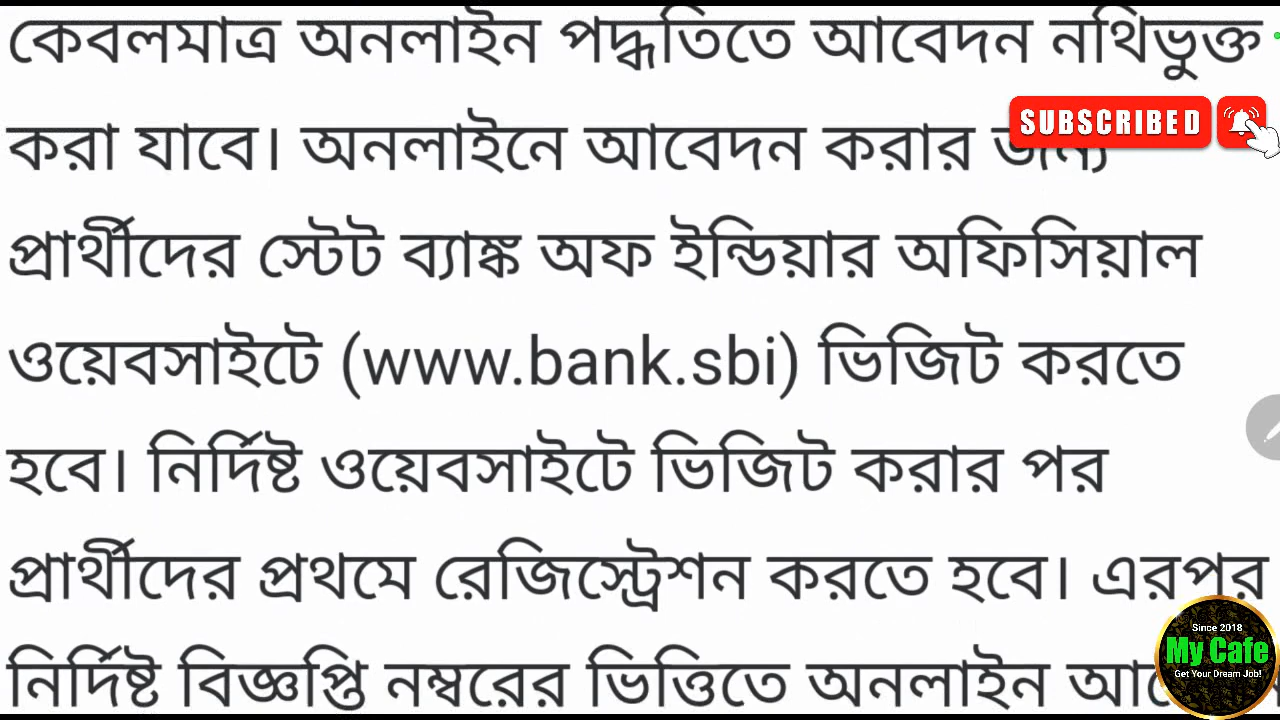 কেবলমাত্র অনলাইন পদ্ধতিতে আবেদন নথিভুক্ত
করা যাবে। অনলাইনে আবেদন করার জন্য
SUBSCRIBED
প্রার্থীদের স্টেট ব্যাঙ্ক অফ ইন্ডিয়ার অফিসিয়াল
ওয়েবসাইটে (www.bank.sbi) ভিজিট করতে
হবে। নির্দিষ্ট ওয়েবসাইটে ভিজিট করার পর
প্রার্থীদের প্রথমে রেজিস্ট্রেশন করতে হবে। এরপর
নির্দিষ্ট বিজ্ঞপ্তি নম্বরের ভিত্তিতে অনলাইন
Since 2018
My Cafe
Get Your Dream Job!